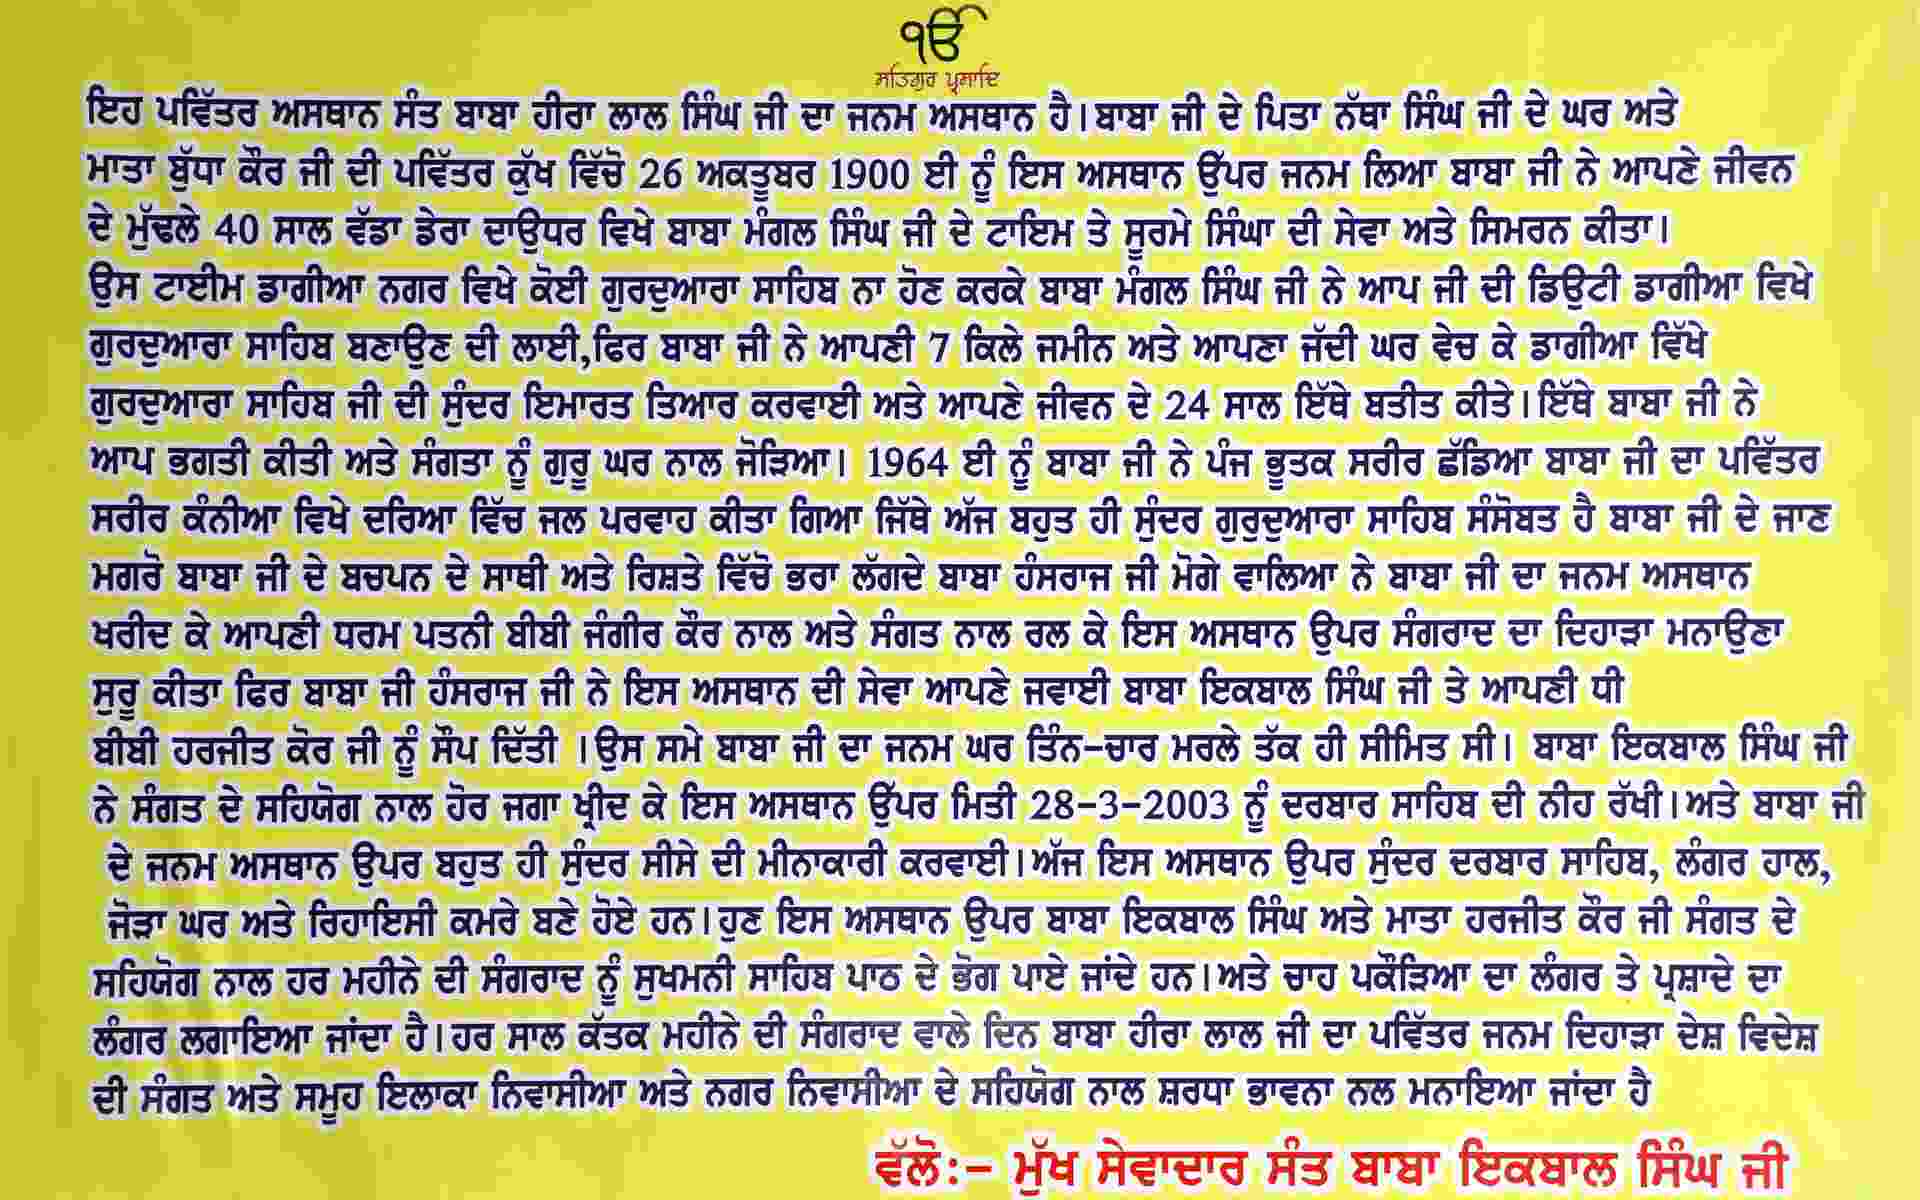 ੴ
ਸਤਿਗੁਰ ਪ੍ਰਸਾਦਿ
ਇਹ ਪਵਿੱਤਰ ਅਸਥਾਨ ਸੰਤ ਬਾਬਾ ਹੀਰਾ ਲਾਲ ਸਿੰਘ ਜੀ ਦਾ ਜਨਮ ਅਸਥਾਨ ਹੈ।ਬਾਬਾ ਜੀ ਦੇ ਪਿਤਾ ਨੱਥਾ ਸਿੰਘ ਜੀ ਦੇ ਘਰ ਅਤੇ
ਮਾਤਾ ਬੁੱਧਾ ਕੌਰ ਜੀ ਦੀ ਪਵਿੱਤਰ ਕੁੱਖ ਵਿੱਚੋ 26 ਅਕਤੂਬਰ 1900 ਈ ਨੂੰ ਇਸ ਅਸਥਾਨ ਉੱਪਰ ਜਨਮ ਲਿਆ ਬਾਬਾ ਜੀ ਨੇ ਆਪਣੇ ਜੀਵਨ
ਦੇ ਮੁੱਢਲੇ 40 ਸਾਲ ਵੱਡਾ ਡੇਰਾ ਦਾਉਧਰ ਵਿਖੇ ਬਾਬਾ ਮੰਗਲ ਸਿੰਘ ਜੀ ਦੇ ਟਾਇਮ ਤੇ ਸੂਰਮੇ ਸਿੰਘਾ ਦੀ ਸੇਵਾ ਅਤੇ ਸਿਮਰਨ ਕੀਤਾ।
ਉਸ ਟਾਈਮ ਡਾਗੀਆ ਨਗਰ ਵਿਖੇ ਕੋਈ ਗੁਰਦੁਆਰਾ ਸਾਹਿਬ ਨਾ ਹੋਣ ਕਰਕੇ ਬਾਬਾ ਮੰਗਲ ਸਿੰਘ ਜੀ ਨੇ ਆਪ ਜੀ ਦੀ ਡਿਉਟੀ ਡਾਗੀਆ ਵਿਖੇ
ਗੁਰਦੁਆਰਾ ਸਾਹਿਬ ਬਣਾਉਣ ਦੀ ਲਾਈ,ਫਿਰ ਬਾਬਾ ਜੀ ਨੇ ਆਪਣੀ 7 ਕਿਲੇ ਜਮੀਨ ਅਤੇ ਆਪਣਾ ਜੱਦੀ ਘਰ ਵੇਚ ਕੇ ਡਾਗੀਆ ਵਿੱਖੇ
ਗੁਰਦੁਆਰਾ ਸਾਹਿਬ ਜੀ ਦੀ ਸੁੰਦਰ ਇਮਾਰਤ ਤਿਆਰ ਕਰਵਾਈ ਅਤੇ ਆਪਣੇ ਜੀਵਨ ਦੇ 24 ਸਾਲ ਇੱਥੇ ਬਤੀਤ ਕੀਤੇ।ਇੱਥੇ ਬਾਬਾ ਜੀ ਨੇ
ਆਪ ਭਗਤੀ ਕੀਤੀ ਅਤੇ ਸੰਗਤਾ ਨੂੰ ਗੁਰੂ ਘਰ ਨਾਲ ਜੋੜਿਆ। 1964 ਈ ਨੂੰ ਬਾਬਾ ਜੀ ਨੇ ਪੰਜ ਭੂਤਕ ਸਰੀਰ ਛੱਡਿਆ ਬਾਬਾ ਜੀ ਦਾ ਪਵਿੱਤਰ
ਸਰੀਰ ਕੰਨੀਆ ਵਿਖੇ ਦਰਿਆ ਵਿੱਚ ਜਲ ਪਰਵਾਹ ਕੀਤਾ ਗਿਆ ਜਿੱਥੇ ਅੱਜ ਬਹੁਤ ਹੀ ਸੁੰਦਰ ਗੁਰੁਦੁਆਰਾ ਸਾਹਿਬ ਸੰਸੋਬਤ ਹੈ ਬਾਬਾ ਜੀ ਦੇ ਜਾਣ
ਮਗਰੋ ਬਾਬਾ ਜੀ ਦੇ ਬਚਪਨ ਦੇ ਸਾਥੀ ਅਤੇ ਰਿਸ਼ਤੇ ਵਿੱਚੋ ਭਰਾ ਲੱਗਦੇ ਬਾਬਾ ਹੰਸਰਾਜ ਜੀ ਮੋਗੇ ਵਾਲਿਆ ਨੇ ਬਾਬਾ ਜੀ ਦਾ ਜਨਮ ਅਸਥਾਨ
ਖਰੀਦ ਕੇ ਆਪਣੀ ਧਰਮ ਪਤਨੀ ਬੀਬੀ ਜੰਗੀਰ ਕੌਰ ਨਾਲ ਅਤੇ ਸੰਗਤ ਨਾਲ ਰਲ ਕੇ ਇਸ ਅਸਥਾਨ ਉਪਰ ਸੰਗਰਾਦ ਦਾ ਦਿਹਾੜਾ ਮਨਾਉਣਾ
ਸੁਰੂ ਕੀਤਾ ਫਿਰ ਬਾਬਾ ਜੀ ਹੰਸਰਾਜ ਜੀ ਨੇ ਇਸ ਅਸਥਾਨ ਦੀ ਸੇਵਾ ਆਪਣੇ ਜਵਾਈ ਬਾਬਾ ਇਕਬਾਲ ਸਿੰਘ ਜੀ ਤੇ ਆਪਣੀ ਧੀ
ਬੀਬੀ ਹਰਜੀਤ ਕੋਰ ਜੀ ਨੂੰ ਸੌਪ ਦਿੱਤੀ ।ਉਸ ਸਮੇ ਬਾਬਾ ਜੀ ਦਾ ਜਨਮ ਘਰ ਤਿੰਨ-ਚਾਰ ਮਰਲੇ ਤੱਕ ਹੀ ਸੀਮਿਤ ਸੀ। ਬਾਬਾ ਇਕਬਾਲ ਸਿੰਘ ਜੀ
ਨੇ ਸੰਗਤ ਦੇ ਸਹਿਯੋਗ ਨਾਲ ਹੋਰ ਜਗਾ ਖ੍ਰੀਦ ਕੇ ਇਸ ਅਸਥਾਨ ਉੱਪਰ ਮਿਤੀ 28-3-2003 ਨੂੰ ਦਰਬਾਰ ਸਾਹਿਬ ਦੀ ਨੀਹ ਰੱਖੀ।ਅਤੇ ਬਾਬਾ ਜੀ
ਦੇ ਜਨਮ ਅਸਥਾਨ ਉਪਰ ਬਹੁਤ ਹੀ ਸੁੰਦਰ ਸੀਸੇ ਦੀ ਮੀਨਾਕਾਰੀ ਕਰਵਾਈ।ਅੱਜ ਇਸ ਅਸਥਾਨ ਉਪਰ ਸੁੰਦਰ ਦਰਬਾਰ ਸਾਹਿਬ, ਲੰਗਰ ਹਾਲ,
ਜੋੜਾ ਘਰ ਅਤੇ ਰਿਹਾਇਸੀ ਕਮਰੇ ਬਣੇ ਹੋਏ ਹਨ।ਹੁਣ ਇਸ ਅਸਥਾਨ ਉਪਰ ਬਾਬਾ ਇਕਬਾਲ ਸਿੰਘ ਅਤੇ ਮਾਤਾ ਹਰਜੀਤ ਕੌਰ ਜੀ ਸੰਗਤ ਦੇ
ਸਹਿਯੋਗ ਨਾਲ ਹਰ ਮਹੀਨੇ ਦੀ ਸੰਗਰਾਦ ਨੂੰ ਸੁਖਮਨੀ ਸਾਹਿਬ ਪਾਠ ਦੇ ਭੋਗ ਪਾਏ ਜਾਂਦੇ ਹਨ।ਅਤੇ ਚਾਹ ਪਕੌੜਿਆ ਦਾ ਲੰਗਰ ਤੇ ਪ੍ਰਸ਼ਾਦੇ ਦਾ
ਲੰਗਰ ਲਗਾਇਆ ਜਾਂਦਾ ਹੈ।ਹਰ ਸਾਲ ਕੱਤਕ ਮਹੀਨੇ ਦੀ ਸੰਗਰਾਦ ਵਾਲੇ ਦਿਨ ਬਾਬਾ ਹੀਰਾ ਲਾਲ ਜੀ ਦਾ ਪਵਿੱਤਰ ਜਨਮ ਦਿਹਾੜਾ ਦੇਸ਼ ਵਿਦੇਸ਼
ਦੀ ਸੰਗਤ ਅਤੇ ਸਮੂਹ ਇਲਾਕਾ ਨਿਵਾਸੀਆ ਅਤੇ ਨਗਰ ਨਿਵਾਸੀਆ ਦੇ ਸਹਿਯੋਗ ਨਾਲ ਸ਼ਰਧਾ ਭਾਵਨਾ ਨਲ ਮਨਾਇਆ ਜਾਂਦਾ ਹੈ
ਵੱਲੋ:- ਮੁੱਖ ਸੇਵਾਦਾਰ ਸੰਤ ਬਾਬਾ ਇਕਬਾਲ ਸਿੰਘ ਜੀ